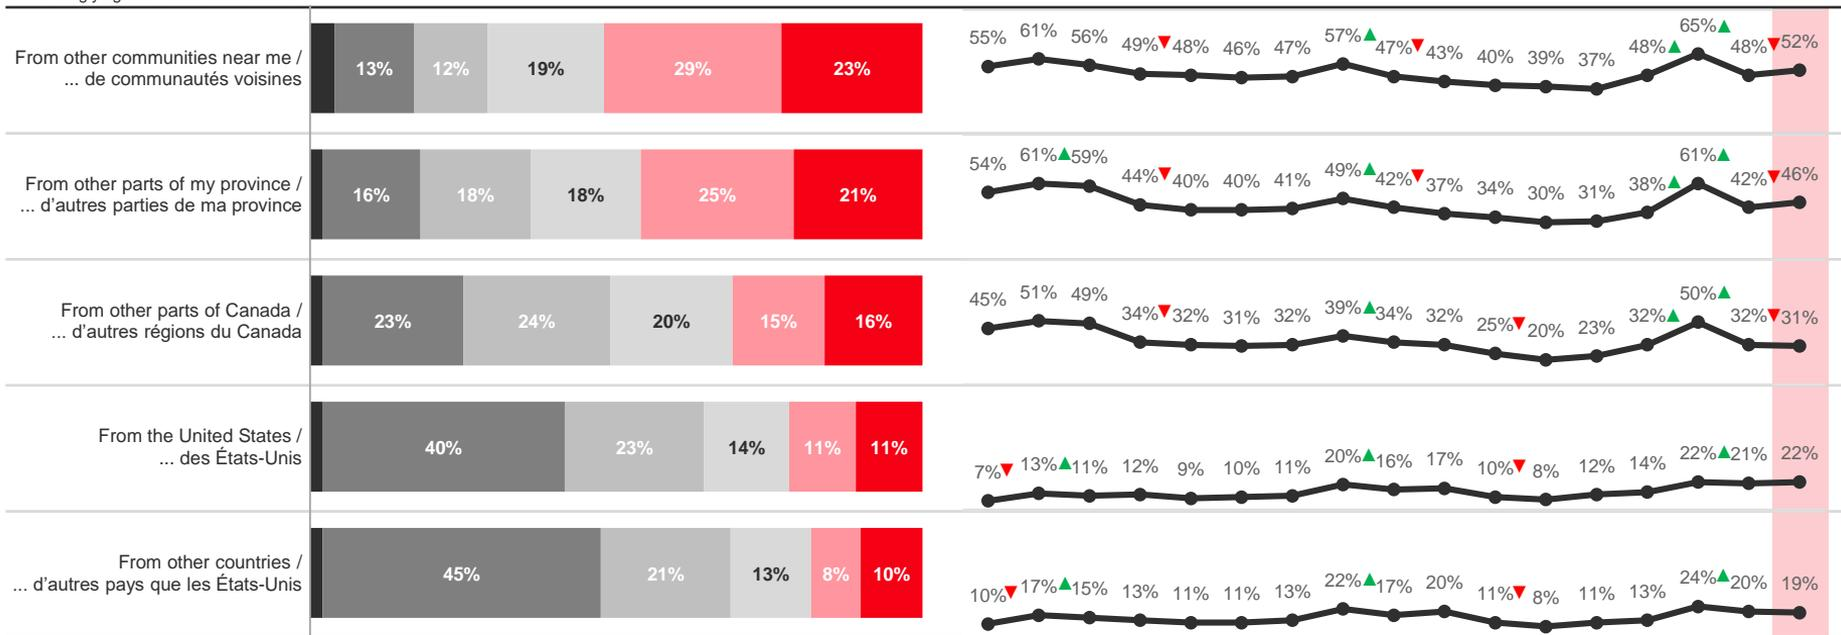 From other communities near me /
... de communautés voisines
13% 12% 19% 29% 23%
55% 61% 56% 49%▼48% 46% 47% 57%▲47%▼43% 40% 39% 37% 48%▲65%▲48%▼52%
From other parts of my province /
... d'autres parties de ma province
16% 18% 18% 25% 21%
54% 61%▲59% 44%▼40% 40% 41% 49%▲42%▼37% 34% 30% 31% 38%▲61%▲42%▼46%
From other parts of Canada /
... d'autres régions du Canada
23% 24% 20% 15% 16%
45% 51% 49% 34%▼32% 31% 32% 39%▲34% 32% 25%▼20% 23% 32%▲50%▲32%▼31%
From the United States /
... des États-Unis
40% 23% 14% 11% 11%
7%▼13%▲11% 12% 9% 10% 11% 20%▲16% 17% 10%▼8% 12% 14% 22%▲21% 22%
From other countries /
... d'autres pays que les États-Unis
45% 21% 13% 8% 10%
10%▼17%▲15% 13% 11% 11% 13% 22%▲17% 20% 11%▼8% 11% 13% 24%▲20% 19%